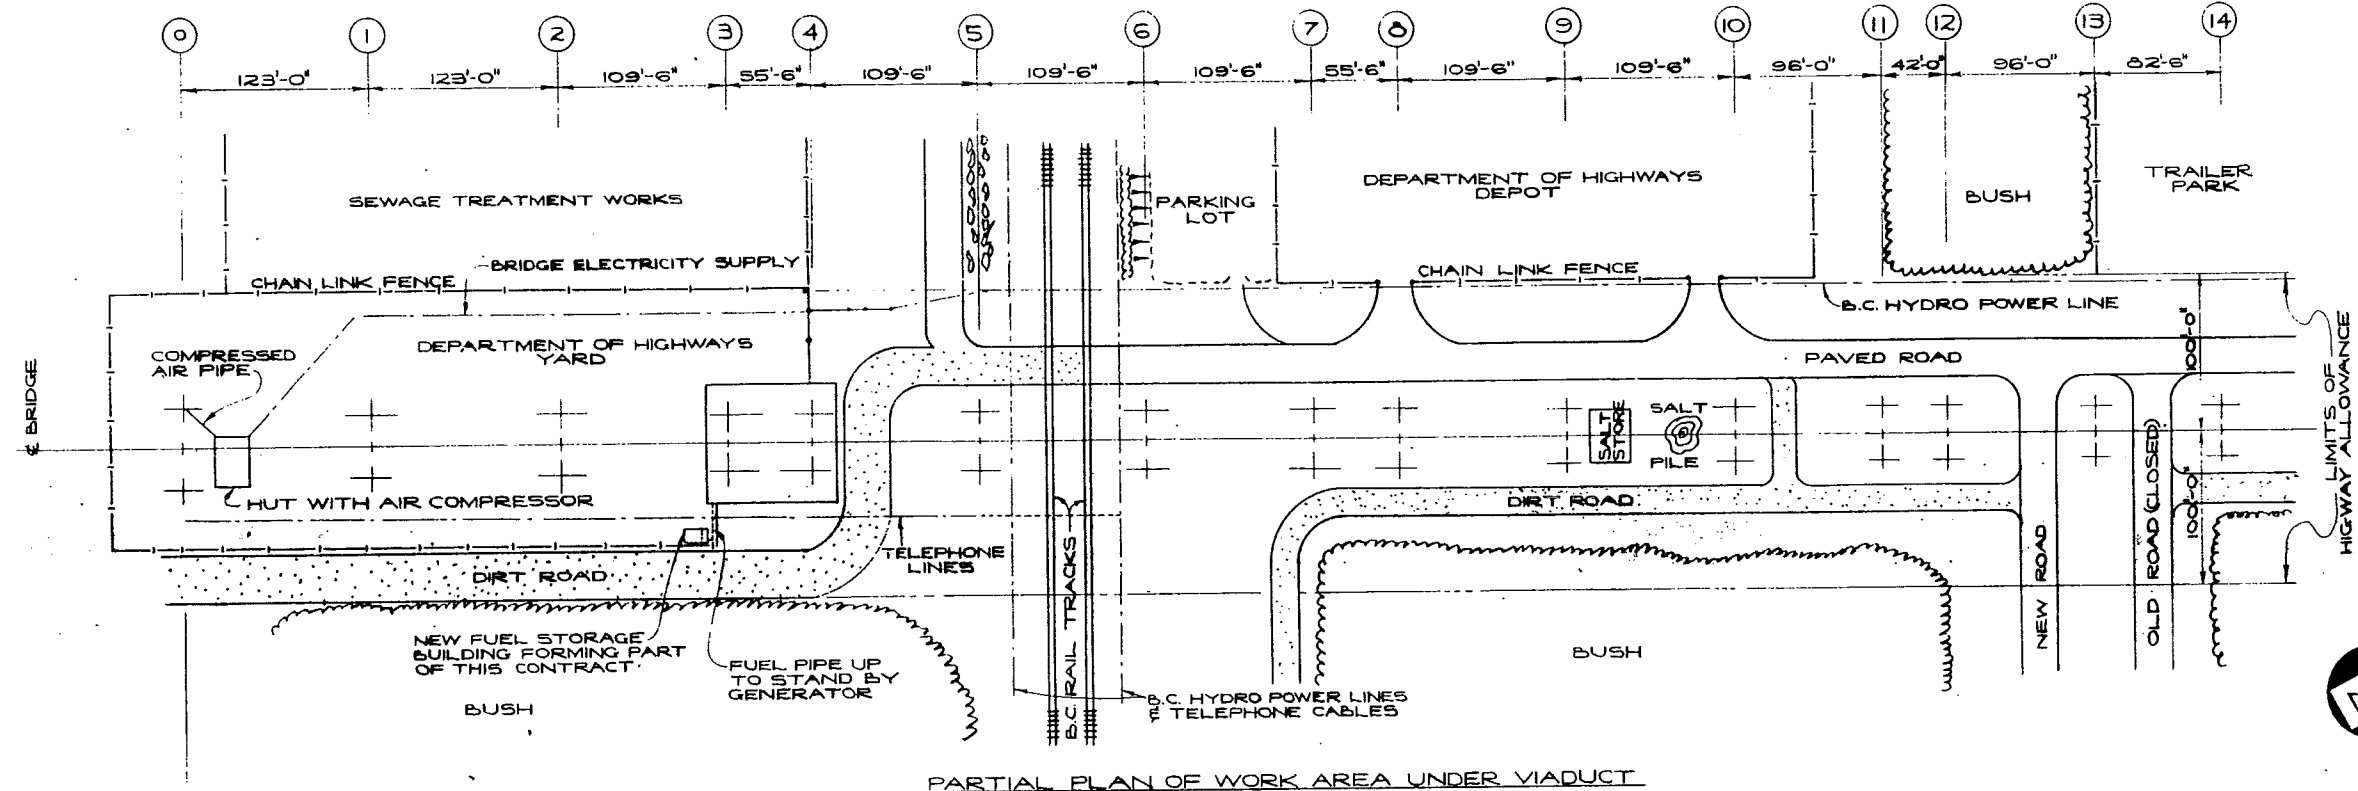 0 1 2 3 4 5 6 7 8 9 10 11 12 13 14
123'-0" 123'-0" 109'-6" 55'-6" 109'-6" 109'-6" 109'-6" 55'-6" 109'-6" 109'-6" 96'-0" 42'-0" 96'-0" 82'-6"
SEWAGE TREATMENT WORKS
PARKING
LOT
DEPARTMENT OF HIGHWAYS
DEPOT
BUSH
TRAILER
PARK
CHAIN LINK FENCE
BRIDGE ELECTRICITY SUPPLY
CHAIN LINK FENCE
B.C. HYDRO POWER LINE
COMPRESSED
AIR PIPE
DEPARTMENT OF HIGHWAYS
YARD
PAVED ROAD
100'-0"
LIMITS OF
HIGWAY ALLOWANCE
℄ BRIDGE
SALT
STORE
SALT
PILE
HUT WITH AIR COMPRESSOR
DIRT ROAD
100'-0"
TELEPHONE
LINES
DIRT ROAD
B.C. RAIL TRACKS
NEW ROAD
OLD ROAD (CLOSED)
NEW FUEL STORAGE
BUILDING FORMING PART
OF THIS CONTRACT.
FUEL PIPE UP
TO STAND BY
GENERATOR
BUSH
B.C. HYDRO POWER LINES
& TELEPHONE CABLES
BUSH
PARTIAL PLAN OF WORK AREA UNDER VIADUCT